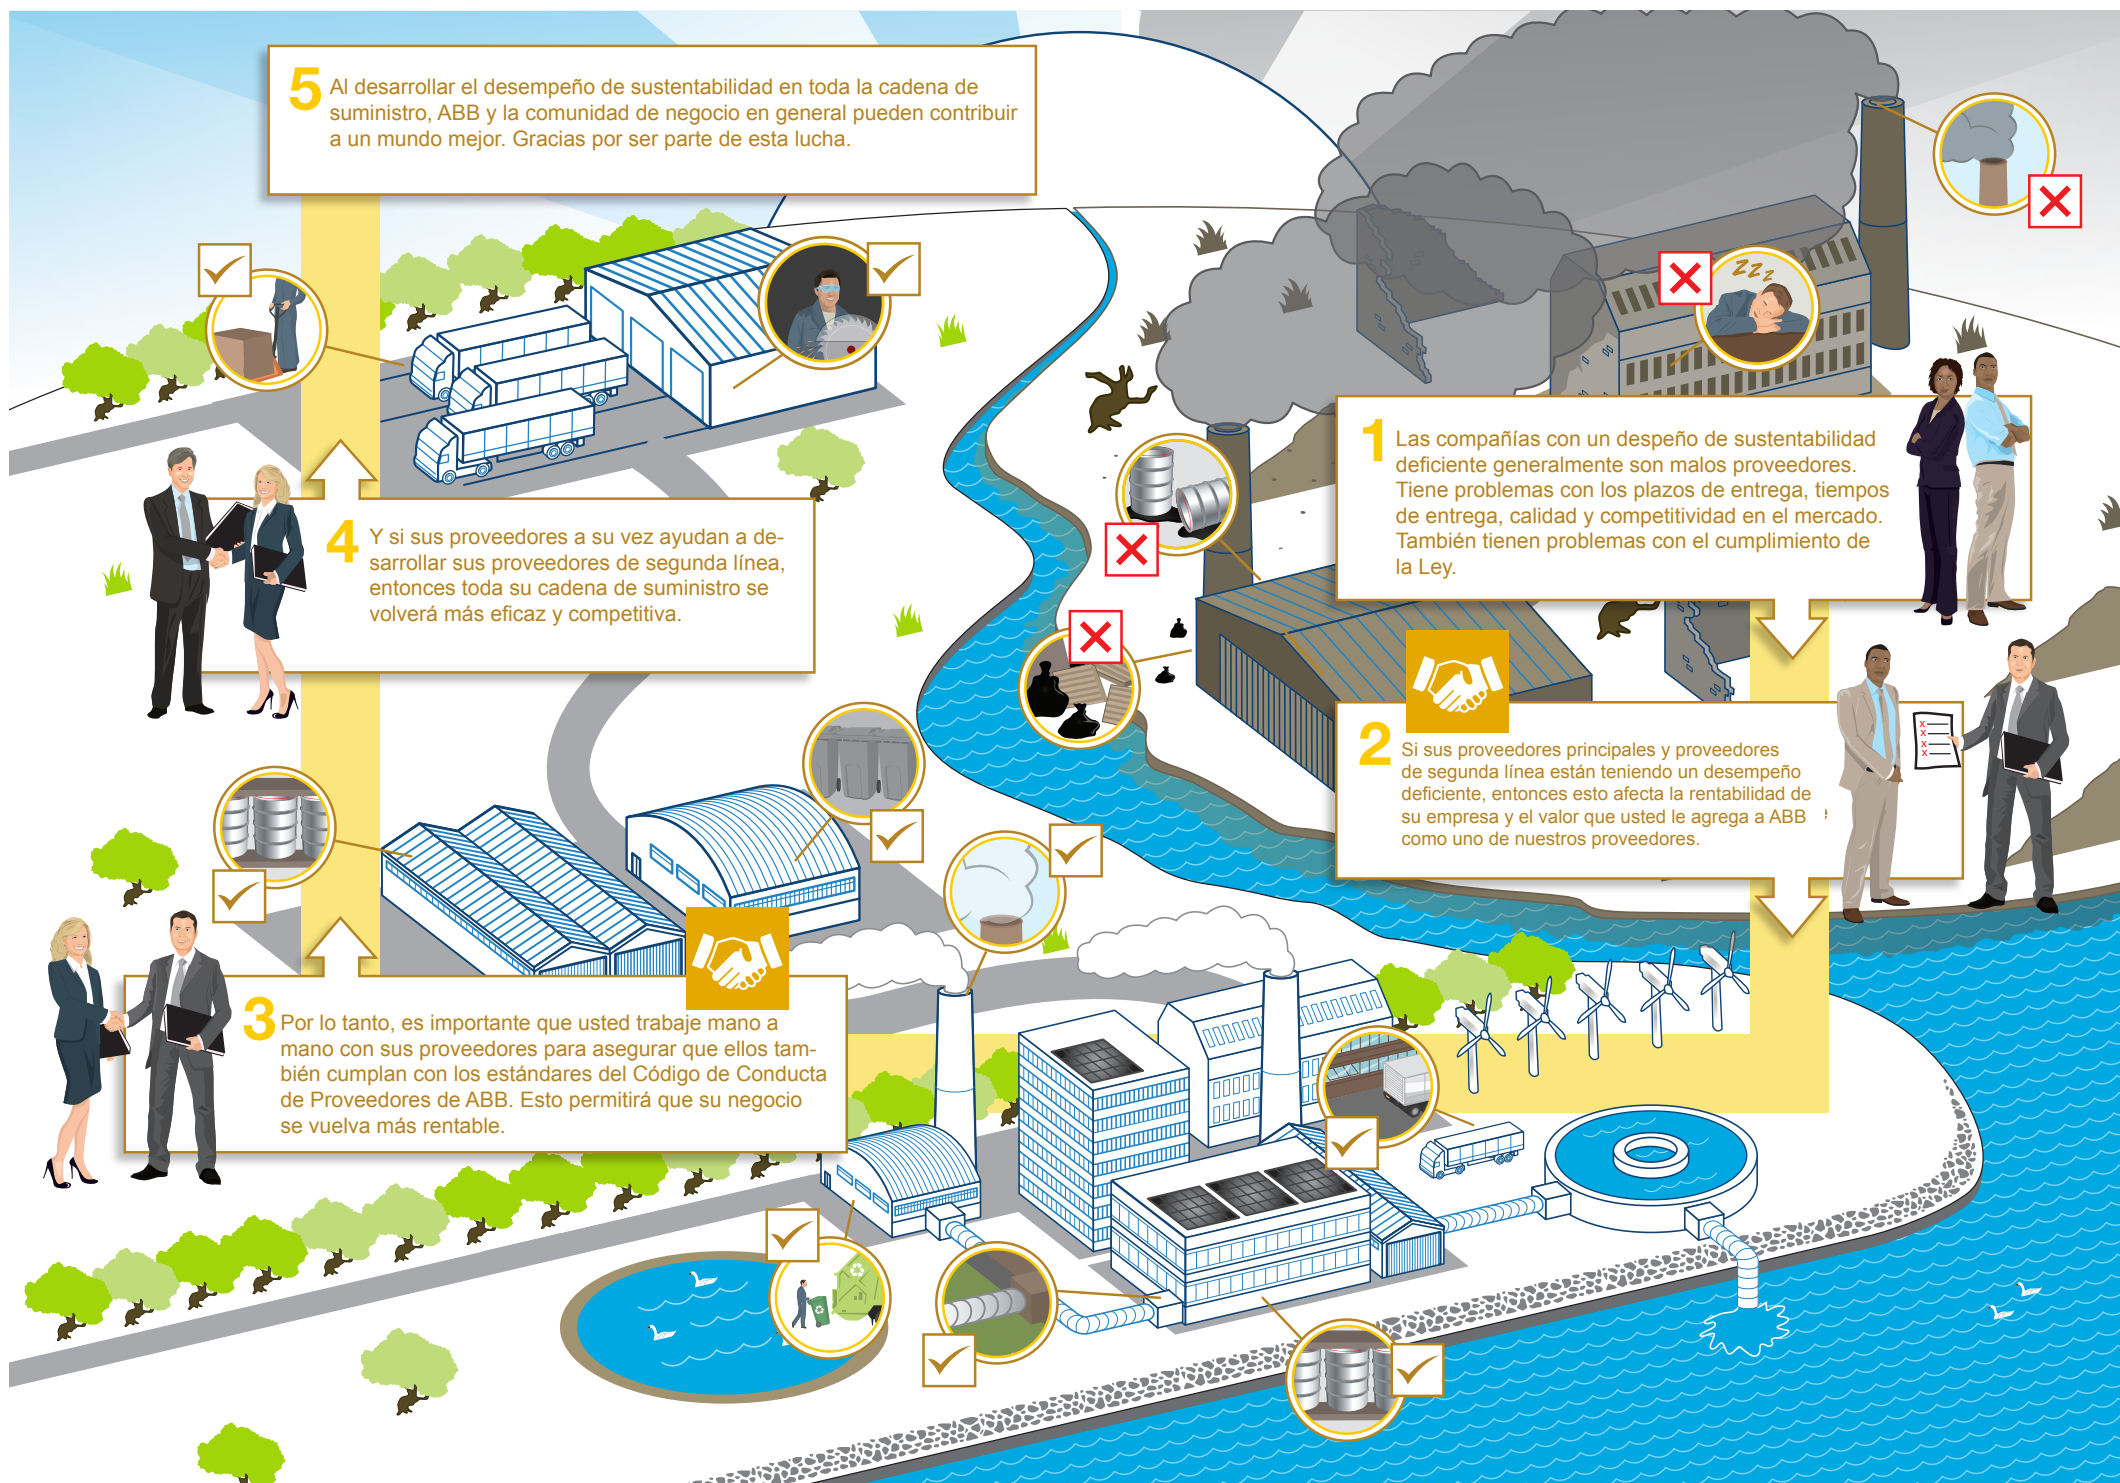 5 Al desarrollar el desempeño de sustentabilidad en toda la cadena de
suministro, ABB y la comunidad de negocio en general pueden contribuir
a un mundo mejor. Gracias por ser parte de esta lucha.
zzz
1 Las compañías con un despeño de sustentabilidad
deficiente generalmente son malos proveedores.
Tiene problemas con los plazos de entrega, tiempos
de entrega, calidad y competitividad en el mercado.
También tienen problemas con el cumplimiento de
la Ley.
4 Y si sus proveedores a su vez ayudan a de-
sarrollar sus proveedores de segunda línea,
entonces toda su cadena de suministro se
volverá más eficaz y competitiva.
2 Si sus proveedores principales y proveedores
de segunda línea están teniendo un desempeño
deficiente, entonces esto afecta la rentabilidad de
su empresa y el valor que usted le agrega a ABB
como uno de nuestros proveedores.
x
x
x
x
3 Por lo tanto, es importante que usted trabaje mano a
mano con sus proveedores para asegurar que ellos tam-
bién cumplan con los estándares del Código de Conducta
de Proveedores de ABB. Esto permitirá que su negocio
se vuelva más rentable.